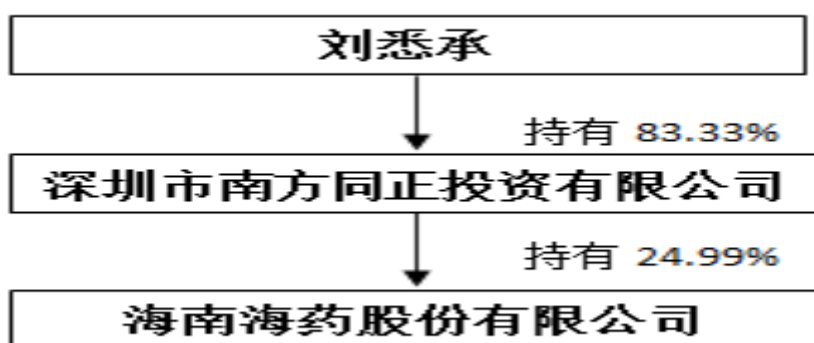 刘悉承
持有 83.33%
深圳市南方同正投资有限公司
持有 24.99%
海南海药股份有限公司